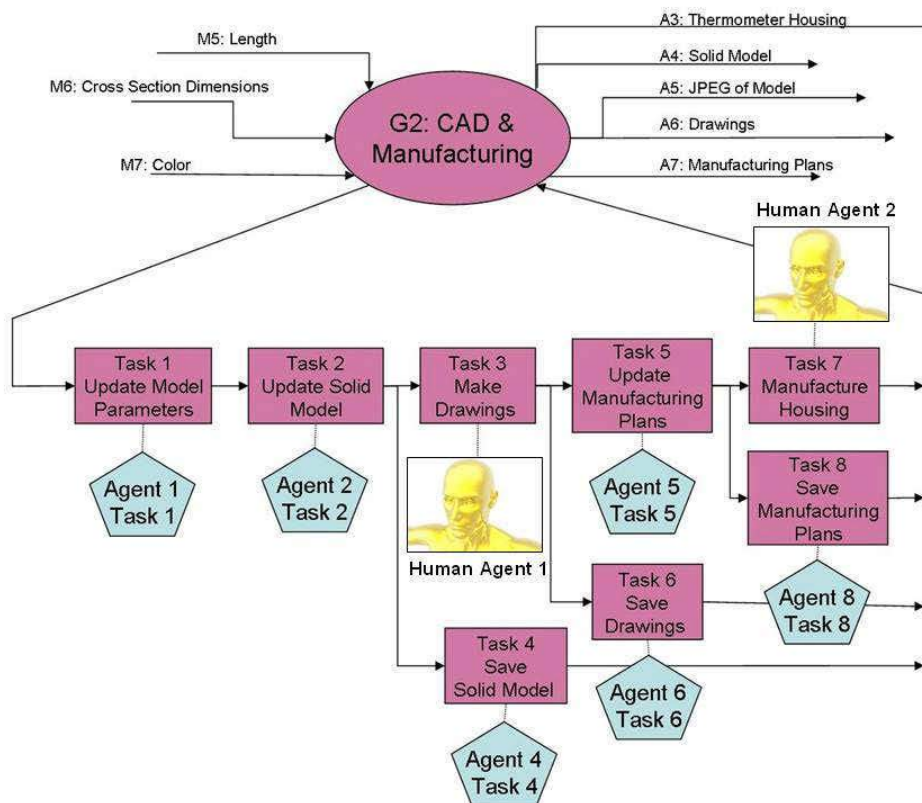 M5: Length
M6: Cross Section Dimensions
M7: Color
G2: CAD &
Manufacturing
A3: Thermometer Housing
A4: Solid Model
A5: JPEG of Model
A6: Drawings
A7: Manufacturing Plans
Human Agent 2
Task 1
Update Model
Parameters
Task 2
Update Solid
Model
Task 3
Make
Drawings
Task 5
Update
Manufacturing
Plans
Task 7
Manufacture
Housing
Agent 1
Task 1
Agent 2
Task 2
Human Agent 1
Agent 5
Task 5
Task 8
Save
Manufacturing
Plans
Task 6
Save
Drawings
Agent 8
Task 8
Task 4
Save
Solid Model
Agent 6
Task 6
Agent 4
Task 4